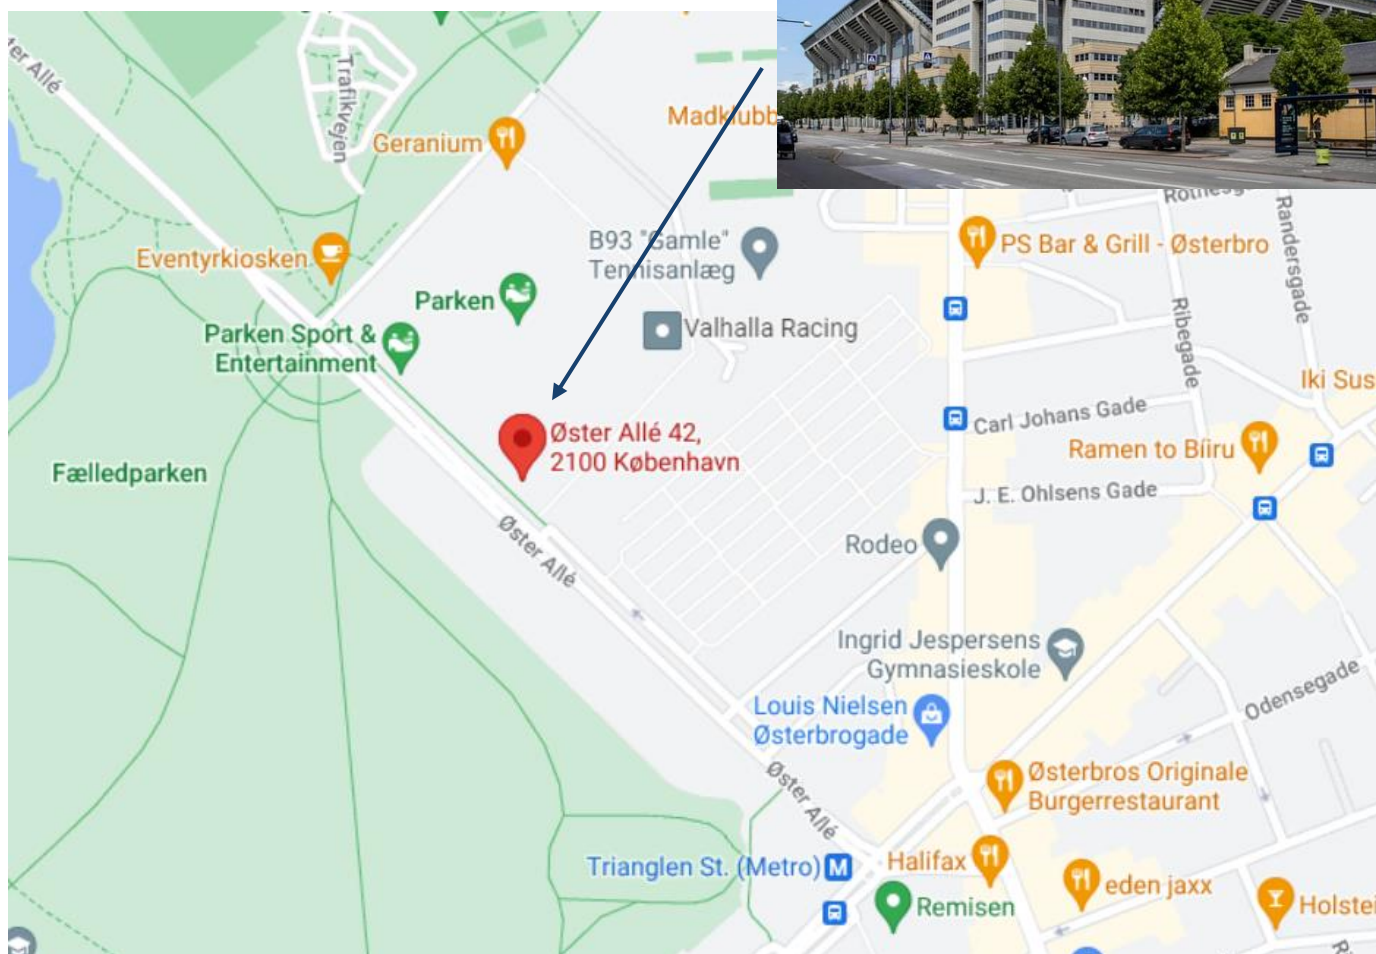 ter Allé
Trafikvejen
Geranium
Madklubb
Rothesg
Randersgade
Eventyrkiosken
B93 "Gamle"
Tennisanlæg
PS Bar & Grill - Østerbro
Parken
Ribegade
Parken Sport &
Entertainment
Valhalla Racing
Iki Sus
Carl Johans Gade
Øster Allé 42,
2100 København
Ramen to Bíiru
Fælledparken
J. E. Ohlsens Gade
Øster Allé
Rodeo
Ingrid Jespersens
Gymnasieskole
Odensegade
Louis Nielsen
Østerbrogade
Øster Allé
Østerbros Originale
Burgerrestaurant
Trianglen St. (Metro) M
Halifax
eden jaxx
Remisen
Holstei